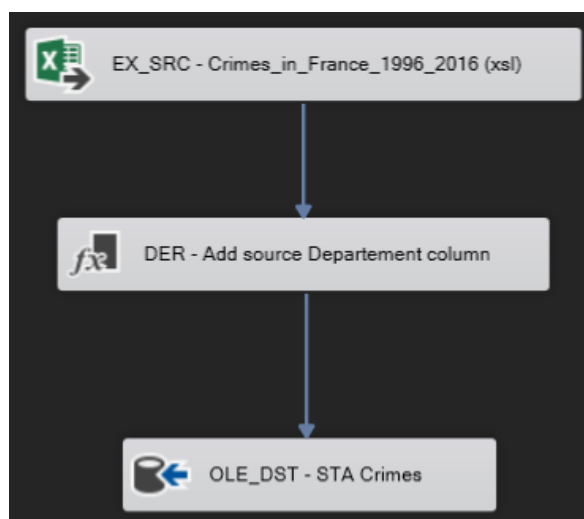 EX_SRC - Crimes_in_France_1996_2016 (xsl)
DER - Add source Departement column
OLE_DST - STA Crimes